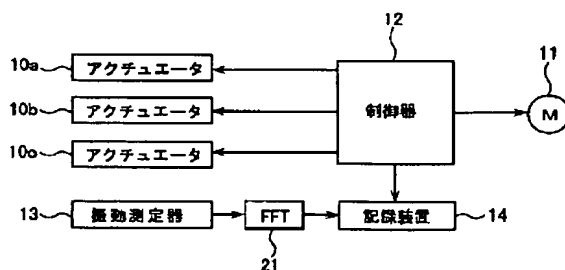 12
11
10a
アクチュエータ
10b
アクチュエータ
制御器
M
10c
アクチュエータ
13
振動測定器
FFT
記録装置
14
21